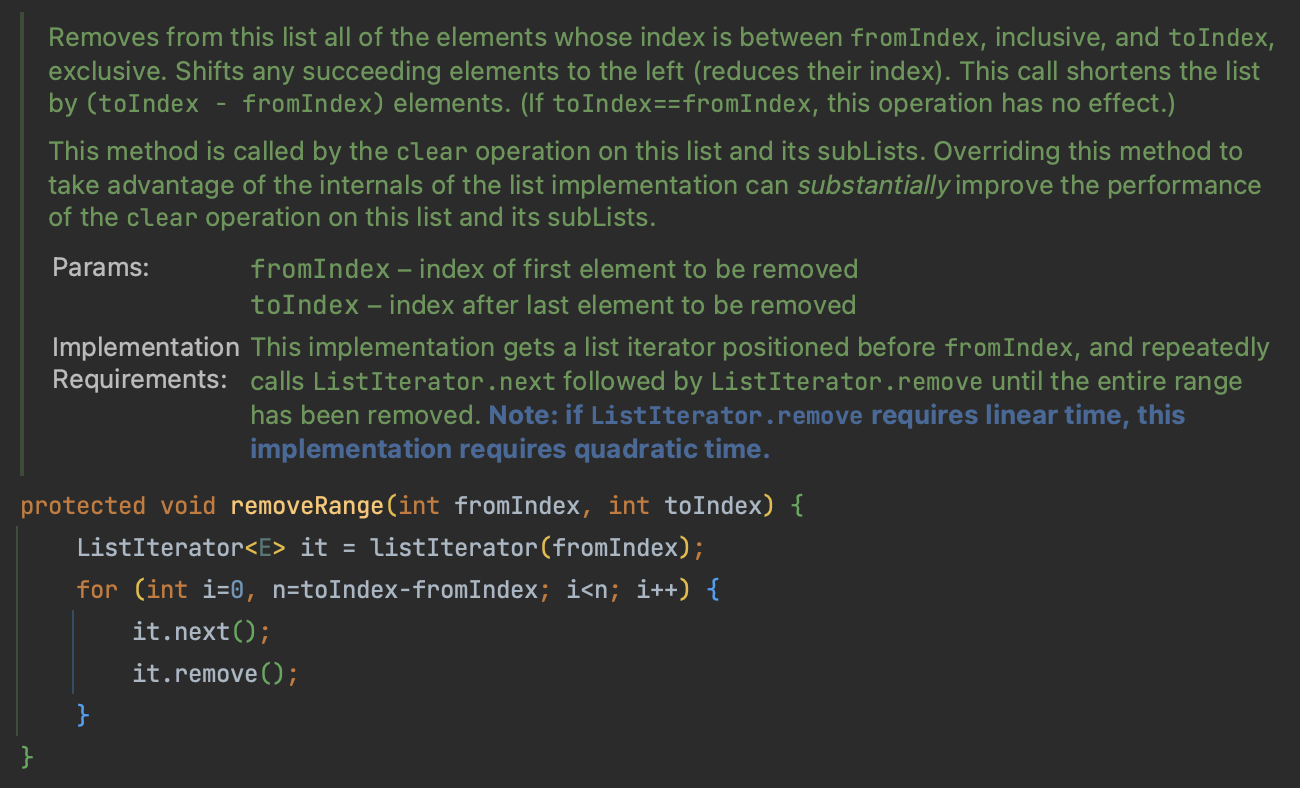 Removes from this list all of the elements whose index is between fromIndex, inclusive, and toIndex,
exclusive. Shifts any succeeding elements to the left (reduces their index). This call shortens the list
by (toIndex - fromIndex) elements. (If toIndex==fromIndex, this operation has no effect.)
This method is called by the clear operation on this list and its subLists. Overriding this method to
take advantage of the internals of the list implementation can substantially improve the performance
of the clear operation on this list and its subLists.
Params: fromIndex – index of first element to be removed
toIndex – index after last element to be removed
Implementation This implementation gets a list iterator positioned before fromIndex, and repeatedly
Requirements: calls ListIterator.next followed by ListIterator.remove until the entire range
has been removed. Note: if ListIterator.remove requires linear time, this
implementation requires quadratic time.
protected void removeRange(int fromIndex, int toIndex) {
    ListIterator<E> it = listIterator(fromIndex);
    for (int i=0, n=toIndex-fromIndex; i<n; i++) {
        it.next();
        it.remove();
    }
}